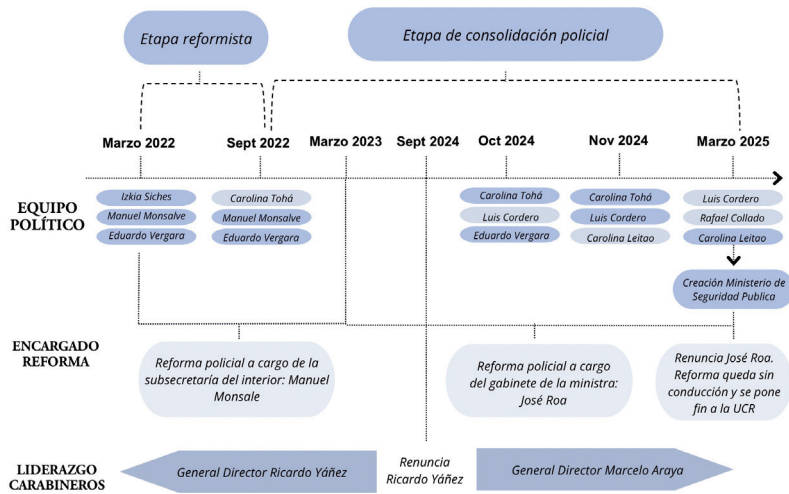 Etapa reformista
Etapa de consolidación policial
Marzo 2022
Sept 2022
Marzo 2023
Sept 2024
Oct 2024
Nov 2024
Marzo 2025
EQUIPO
POLÍTICO
Izkia Siches
Manuel Monsalve
Eduardo Vergara
Carolina Tohá
Manuel Monsalve
Eduardo Vergara
Carolina Tohá
Luis Cordero
Eduardo Vergara
Carolina Tohá
Luis Cordero
Carolina Leitao
Luis Cordero
Rafael Collado
Carolina Leitao
Creación Ministerio de
Seguridad Publica
ENCARGADO
REFORMA
Reforma policial a cargo de la
subsecretaría del interior: Manuel
Monsale
Reforma policial a cargo
del gabinete de la ministra:
José Roa
Renuncia José Roa.
Reforma queda sin
conducción y se pone
fin a la UCR
LIDERAZGO
CARABINEROS
General Director Ricardo Yáñez
Renuncia
Ricardo Yáñez
General Director Marcelo Araya